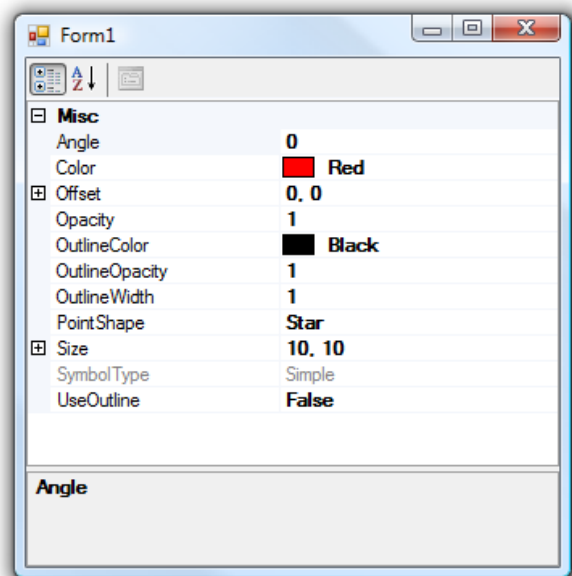 Form1
A
Z
Misc
Angle 0
Color Red
Offset 0, 0
Opacity 1
OutlineColor Black
OutlineOpacity 1
OutlineWidth 1
PointShape Star
Size 10, 10
SymbolType Simple
UseOutline False
Angle